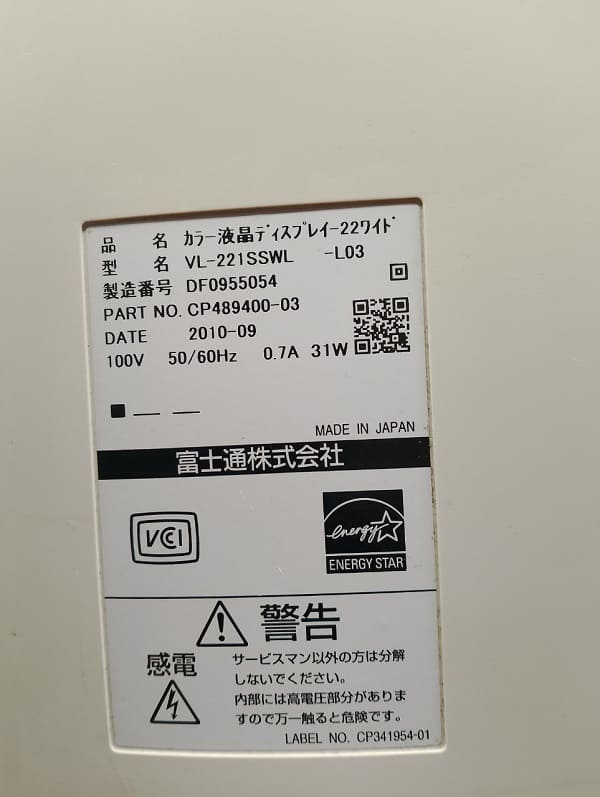 品 名 カラー液晶ディスプレイ-22ワイド
型 名 VL-221SSWL -L03
製造番号 DF0955054
PART NO. CP489400-03
DATE 2010-09
100V 50/60Hz 0.7A 31W
MADE IN JAPAN
富士通株式会社
VCCI
energy
ENERGY STAR
警告
感電
サービスマン以外の方は分解
しないでください。
内部には高電圧部分がありま
すので万一触ると危険です。
LABEL NO. CP341954-01